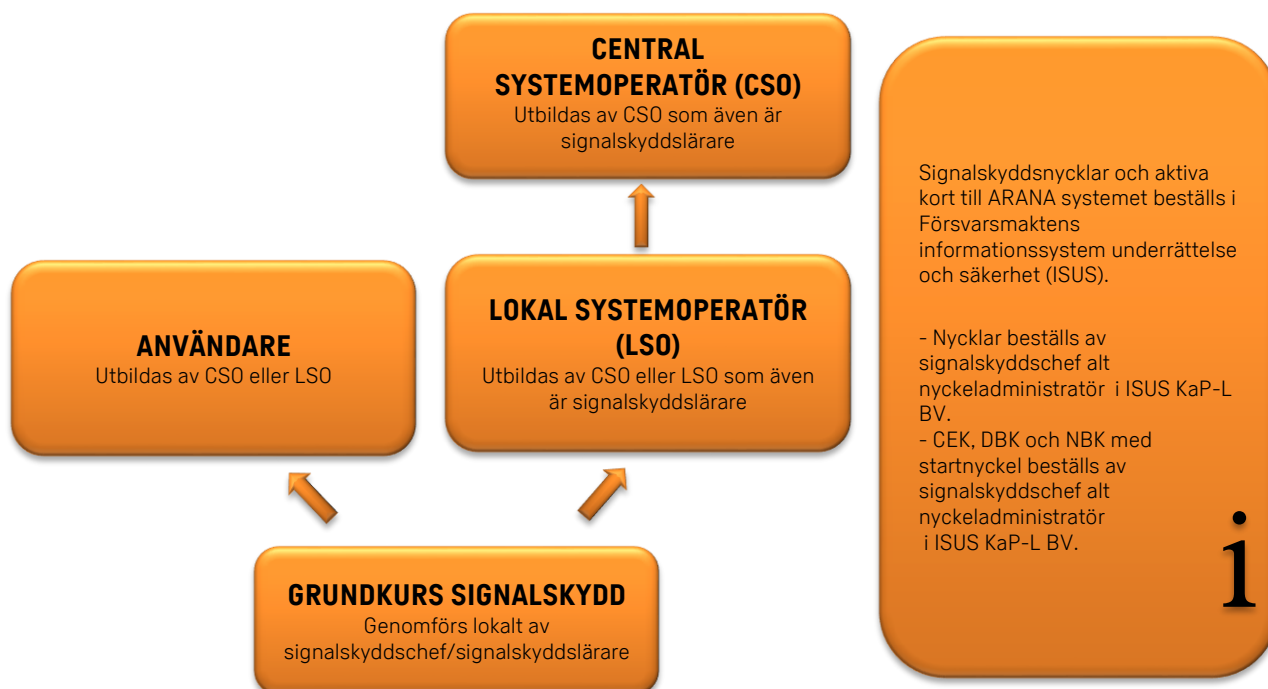 CENTRAL
SYSTEMOPERATÖR (CSO)
Utbildas av CSO som även är
signalskyddslärare
ANVÄNDARE
Utbildas av CSO eller LSO
LOKAL SYSTEMOPERATÖR
(LSO)
Utbildas av CSO eller LSO som även
är signalskyddslärare
GRUNDKURS SIGNALSKYDD
Genomförs lokalt av
signalskyddschef/signalskyddslärare
Signalskyddsnycklar och aktiva
kort till ARANA systemet beställs i
Försvarsmaktens
informationssystem underrättelse
och säkerhet (ISUS).
- Nycklar beställs av
signalskyddschef alt
nyckeladministratör i ISUS KaP-L
BV.
- CEK, DBK och NBK med
startnyckel beställs av
signalskyddschef alt
nyckeladministratör
i ISUS KaP-L BV.
i